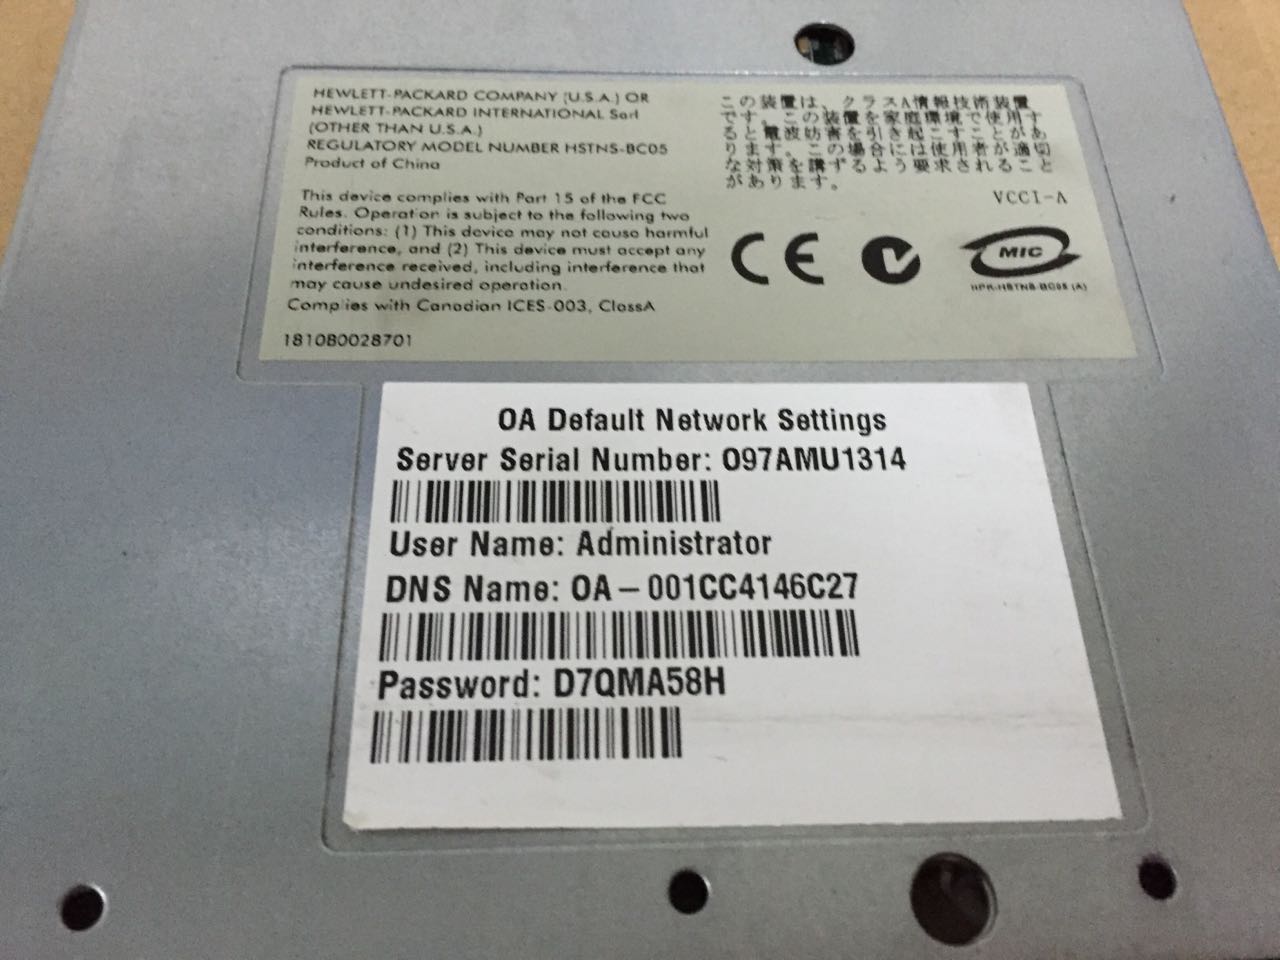 HEWLETT-PACKARD COMPANY (U.S.A.) OR
HEWLETT-PACKARD INTERNATIONAL Sarl
(OTHER THAN U.S.A.)
REGULATORY MODEL NUMBER HSTNS-BC05
Product of China
This device complies with Part 15 of the FCC
Rules. Operation is subject to the following two
conditions: (1) This device may not cause harmful
interference, and (2) This device must accept any
interference received, including interference that
may cause undesired operation.
Complies with Canadian ICES-003, ClassA
181080028701
この装置は、クラスA情報技術装置
です。この装置を家庭環境で使用す
ると電波妨害を引き起こすことがあ
ります。この場合には使用者が適切
な対策を講ずるよう要求されること
があります。
VCCI-A
CE
MIC
HPK-HSTNS-BC05 (A)
OA Default Network Settings
Server Serial Number: O97AMU1314
User Name: Administrator
DNS Name: OA – 001CC4146C27
Password: D7QMA58H